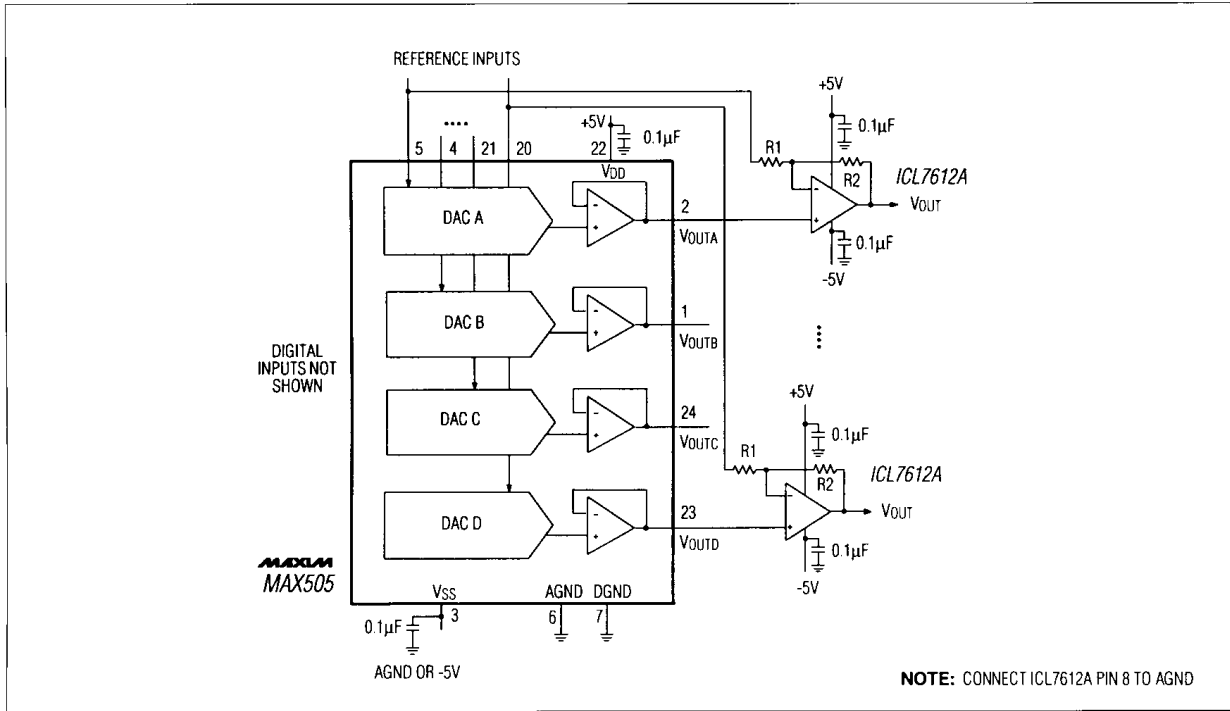 REFERENCE INPUTS
+5V
....
+5V
0.1µF
0.1µF
5 4 21 20 22
R1
R2
ICL7612A
VDD
VOUT
DAC A
2
VOUTA
0.1µF
-5V
DAC B
1
VOUTB
DIGITAL
INPUTS NOT
SHOWN
....
+5V
DAC C
24
VOUTC
0.1µF
R1
R2
ICL7612A
DAC D
23
VOUTD
VOUT
0.1µF
-5V
MAXIM
MAX505
VSS
AGND DGND
3
6
7
0.1µF
AGND OR -5V
NOTE: CONNECT ICL7612A PIN 8 TO AGND